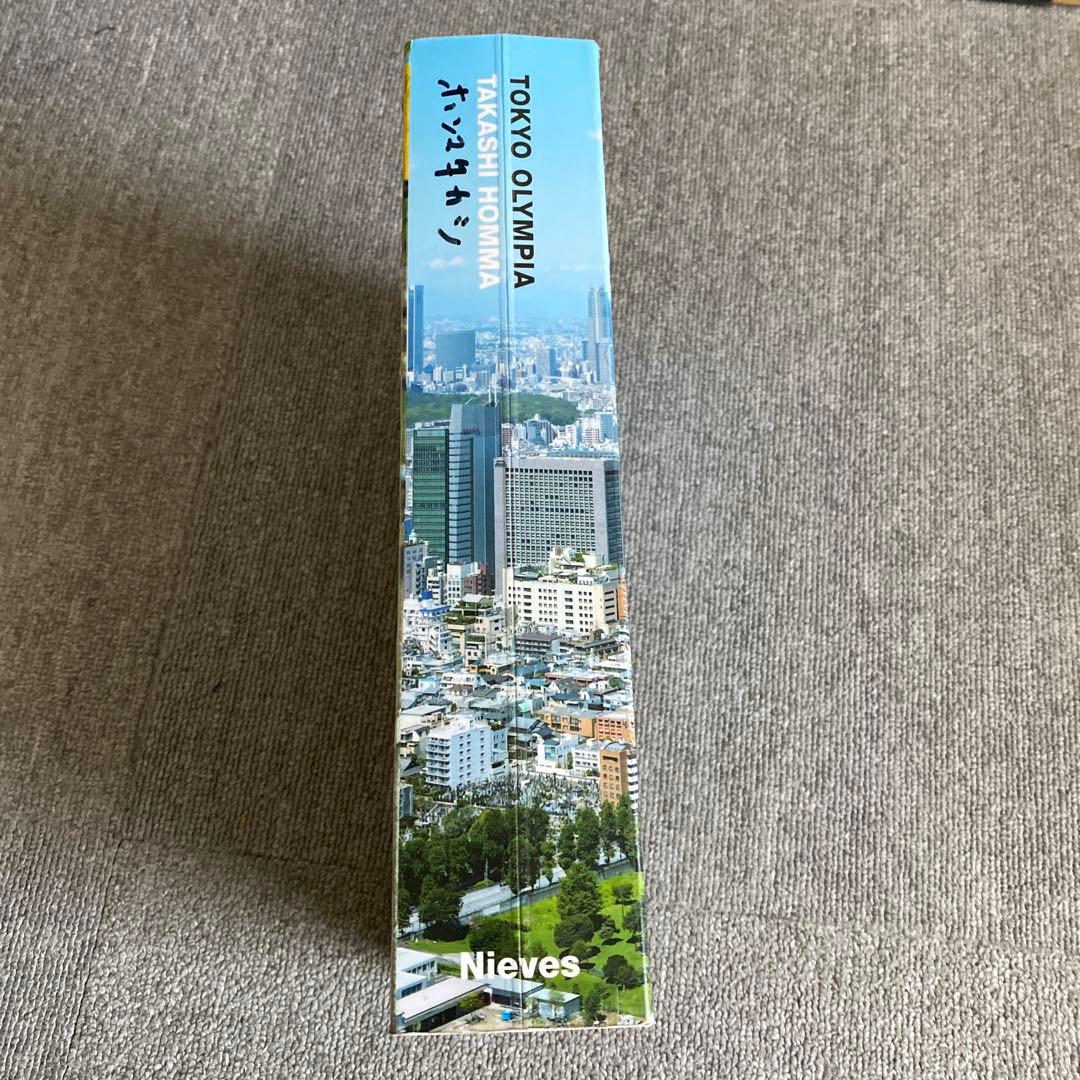 TOKYO OLYMPIA
TAKASHI HOMMA
ホンマタカシ
Nieves